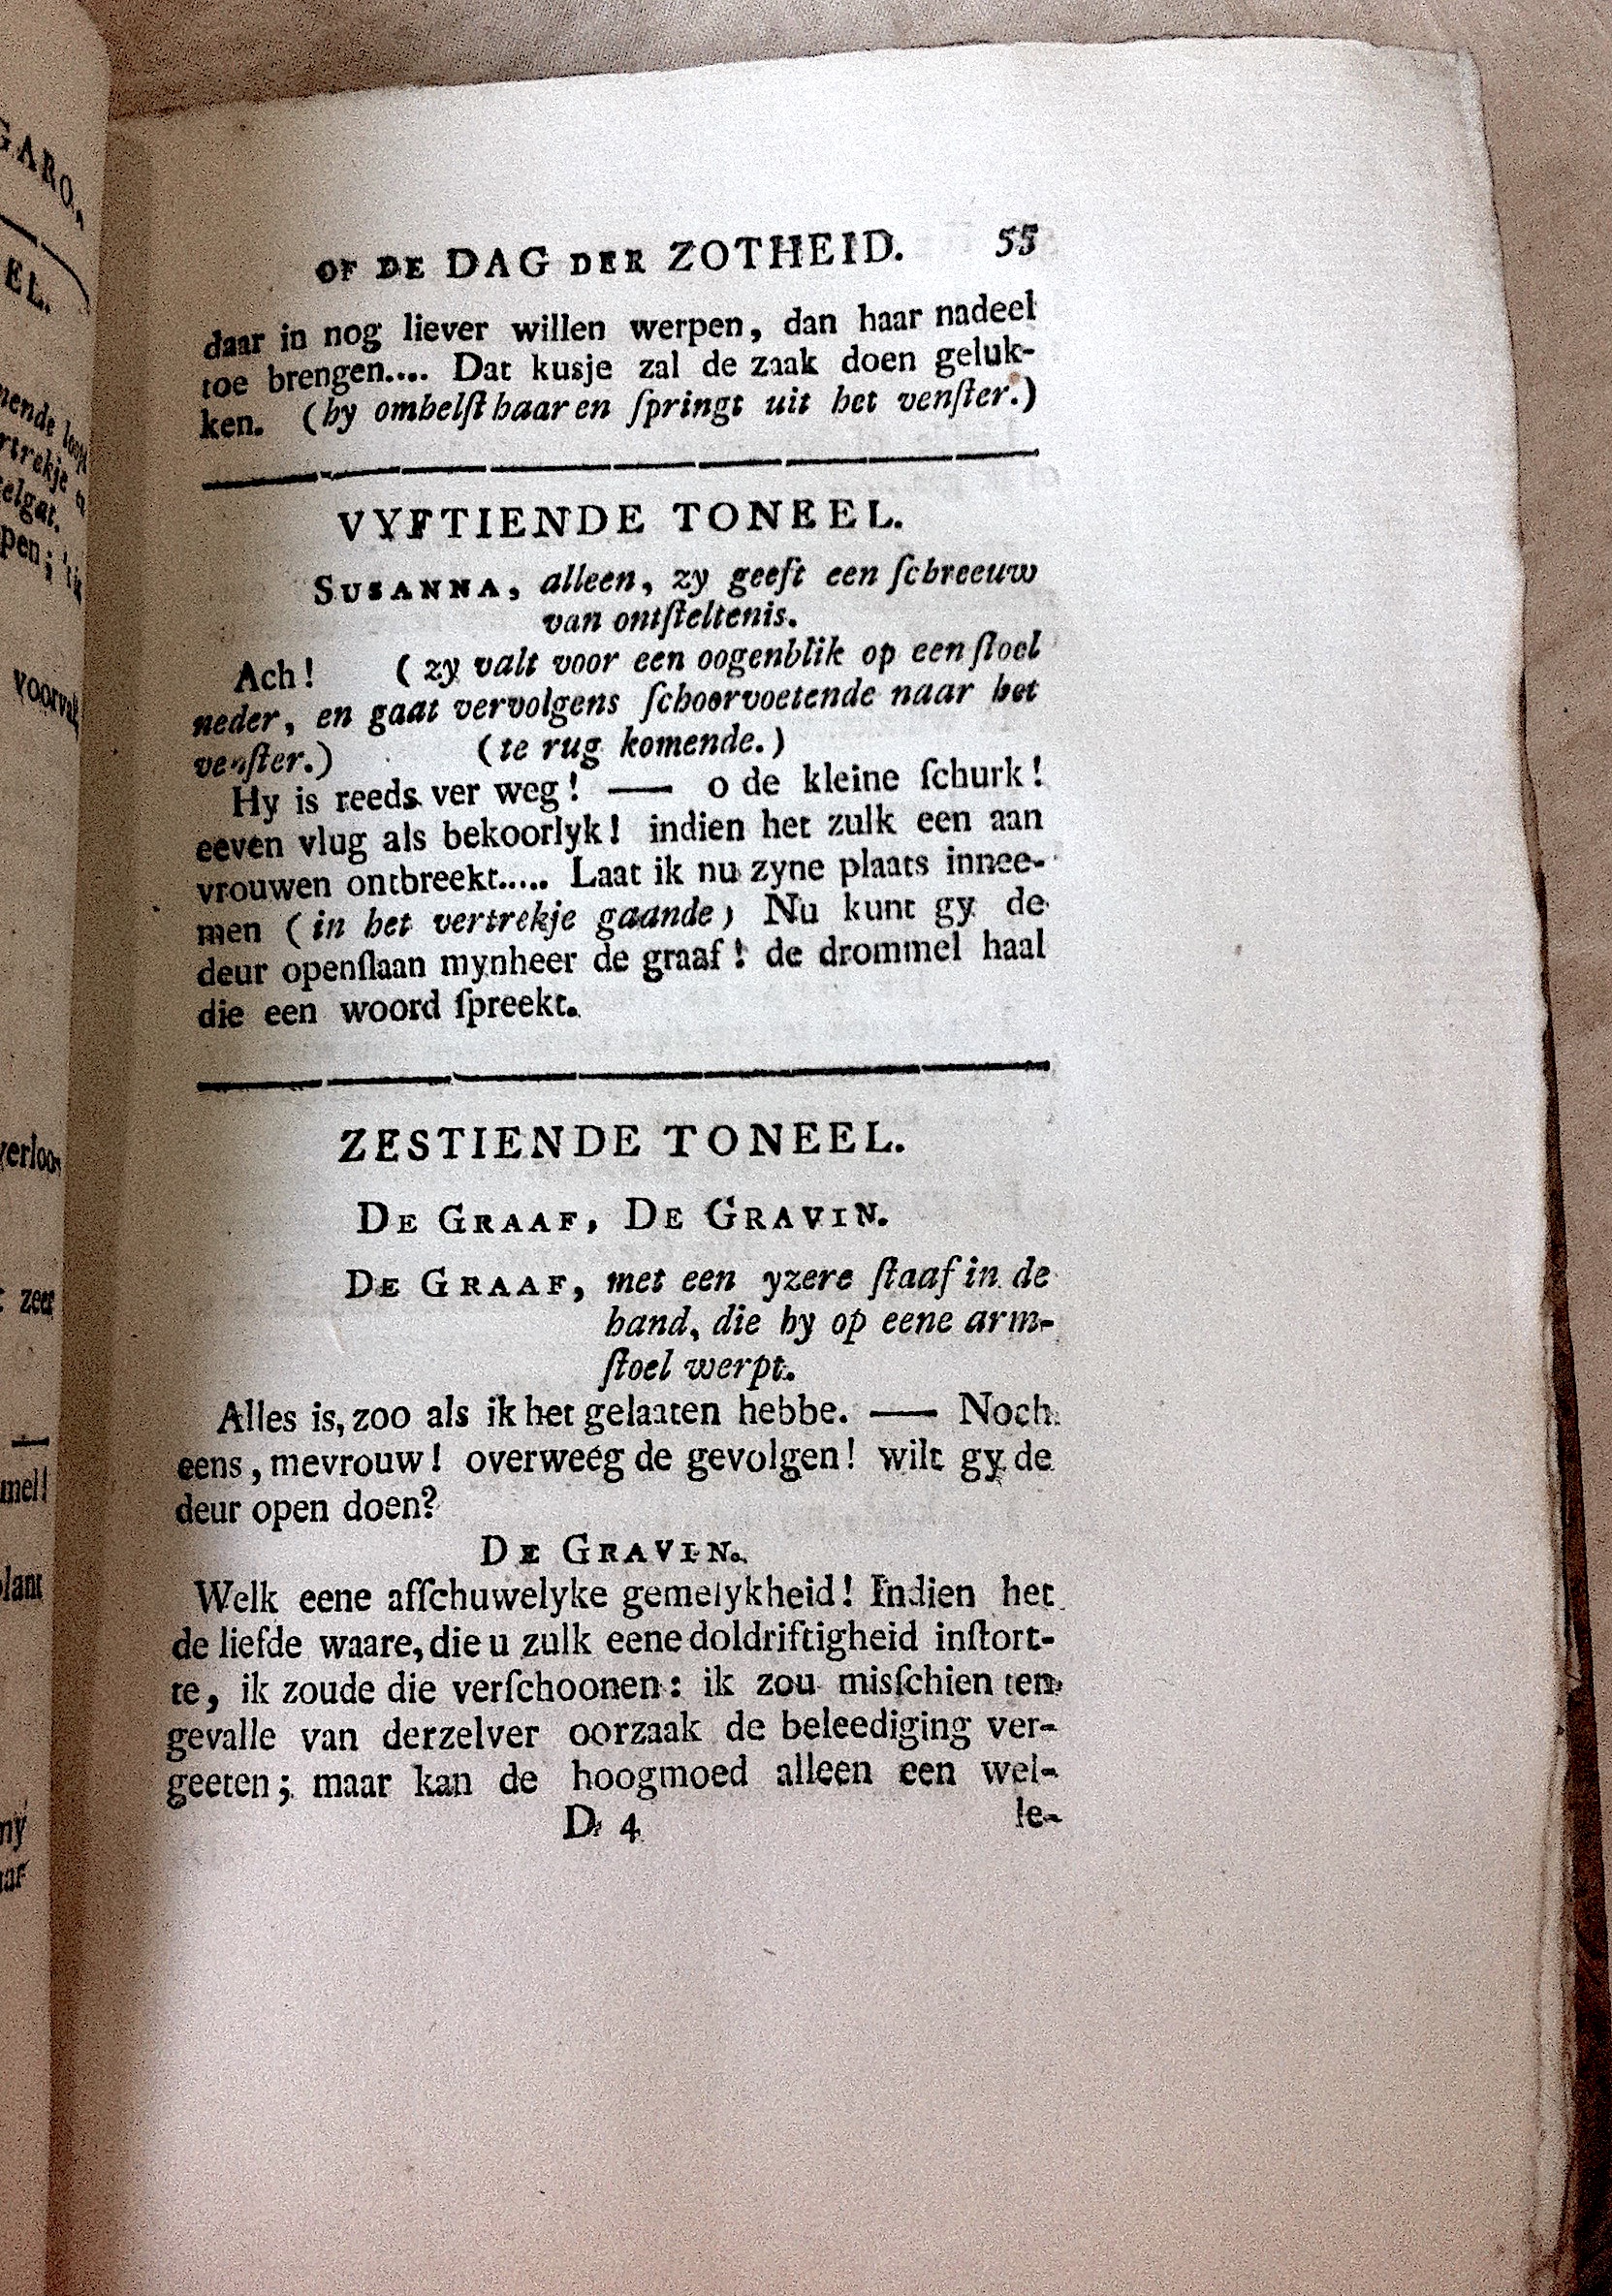 OF DE DAG DER ZOTHEID. 55
daar in nog liever willen werpen, dan haar nadeel
toe brengen.... Dat kusje zal de zaak doen geluk-
ken. (hy omhelſt haar en ſpringt uit het venſter.)
VYFTIENDE TONEEL.
SUSANNA, alleen, zy geeft een ſchreeuw
van ontſteltenis.
Ach! (zy valt voor een oogenblik op een ſtoel
neder, en gaat vervolgens ſchoorvoetende naar het
venſter.) (te rug komende.)
Hy is reeds ver weg! — o de kleine ſchurk!
eeven vlug als bekoorlyk! indien het zulk een aan
vrouwen ontbreekt..... Laat ik nu zyne plaats innee-
men (in het vertrekje gaande) Nu kunt gy de
deur openſlaan mynheer de graaf! de drommel haal
die een woord ſpreekt.
ZESTIENDE TONEEL.
DE GRAAF, DE GRAVIN.
DE GRAAF, met een yzere ſtaaf in de
hand, die hy op eene arm-
ſtoel werpt.
Alles is, zoo als ik het gelaaten hebbe. — Noch
eens, mevrouw! overweeg de gevolgen! wilt gy de
deur open doen?
DE GRAVIN.
Welk eene afſchuwelyke gemelykheid! Indien het
de liefde waare, die u zulk eene doldriftigheid inſtort-
te, ik zoude die verſchoonen: ik zou misſchien ten
gevalle van derzelver oorzaak de beleediging ver-
geeten; maar kan de hoogmoed alleen een wel-
D 4 le-
GARO.
EL.
elgat.
verloo
zeer